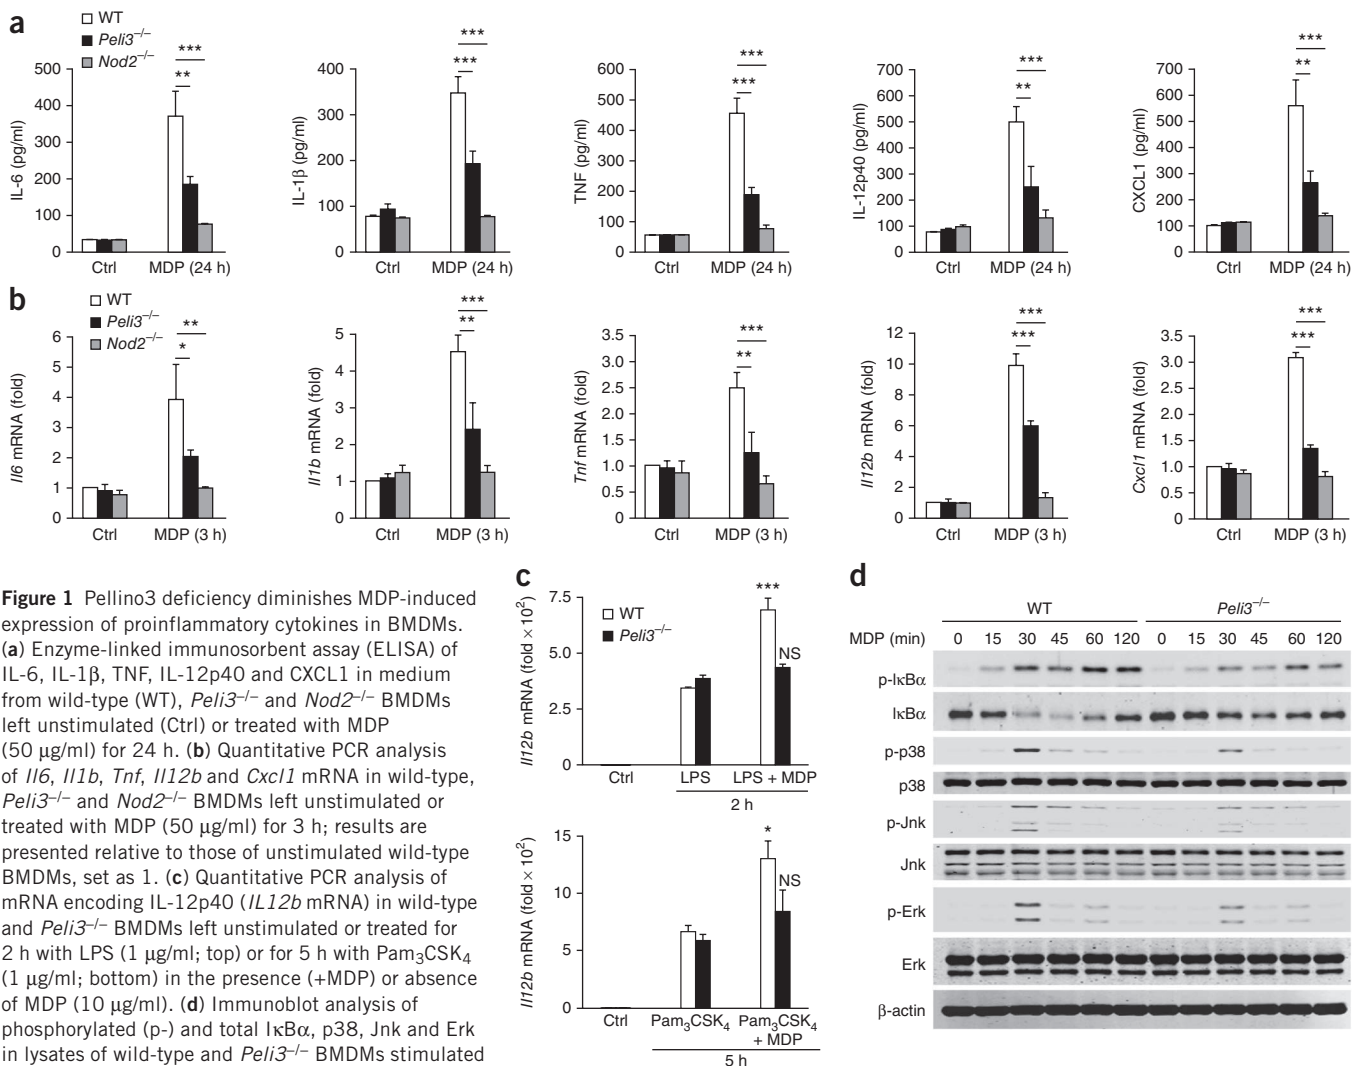 a
WT
Peli3–/–
Nod2–/–
IL-6 (pg/ml)
500
400
300
200
100
0
**
***
Ctrl
MDP (24 h)
IL-1β (pg/ml)
400
300
200
100
0
***
***
Ctrl
MDP (24 h)
TNF (pg/ml)
600
500
400
300
200
100
0
***
***
Ctrl
MDP (24 h)
IL-12p40 (pg/ml)
700
600
500
400
300
200
100
0
***
**
Ctrl
MDP (24 h)
CXCL1 (pg/ml)
700
600
500
400
300
200
100
0
***
**
Ctrl
MDP (24 h)
b
WT
Peli3–/–
Nod2–/–
Il6 mRNA (fold)
6
5
4
2
1
0
**
*
Ctrl
MDP (3 h)
Il1b mRNA (fold)
5
4
3
2
1
0
***
**
Ctrl
MDP (3 h)
Tnf mRNA (fold)
3.5
3.0
2.5
2.0
1.5
1.0
0.5
0
***
**
Ctrl
MDP (3 h)
Il12b mRNA (fold)
12
10
8
6
4
2
0
***
***
Ctrl
MDP (3 h)
Cxcl1 mRNA (fold)
3.5
3.0
2.5
2.0
1.5
1.0
0.5
0
***
***
Ctrl
MDP (3 h)
Figure 1 Pellino3 deficiency diminishes MDP-induced
expression of proinflammatory cytokines in BMDMs.
(a) Enzyme-linked immunosorbent assay (ELISA) of
IL-6, IL-1β, TNF, IL-12p40 and CXCL1 in medium
from wild-type (WT), Peli3–/– and Nod2–/– BMDMs
left unstimulated (Ctrl) or treated with MDP
(50 μg/ml) for 24 h. (b) Quantitative PCR analysis
of Il6, Il1b, Tnf, Il12b and Cxcl1 mRNA in wild-type,
Peli3–/– and Nod2–/– BMDMs left unstimulated or
treated with MDP (50 μg/ml) for 3 h; results are
presented relative to those of unstimulated wild-type
BMDMs, set as 1. (c) Quantitative PCR analysis of
mRNA encoding IL-12p40 (IL12b mRNA) in wild-type
and Peli3–/– BMDMs left unstimulated or treated for
2 h with LPS (1 μg/ml; top) or for 5 h with Pam3CSK4
(1 μg/ml; bottom) in the presence (+MDP) or absence
of MDP (10 μg/ml). (d) Immunoblot analysis of
phosphorylated (p-) and total IκBα, p38, Jnk and Erk
in lysates of wild-type and Peli3–/– BMDMs stimulated
c
Il12b mRNA (fold × 10²)
7.5
5.0
2.5
0
WT
Peli3–/–
***
NS
Ctrl
LPS
LPS + MDP
2 h
Il12b mRNA (fold × 10²)
15
10
5
0
*
NS
Ctrl
Pam3CSK4
Pam3CSK4
+ MDP
5 h
d
WT
Peli3–/–
MDP (min) 0 15 30 45 60 120 0 15 30 45 60 120
p-IκBα
IκBα
p-p38
p38
p-Jnk
Jnk
p-Erk
Erk
β-actin